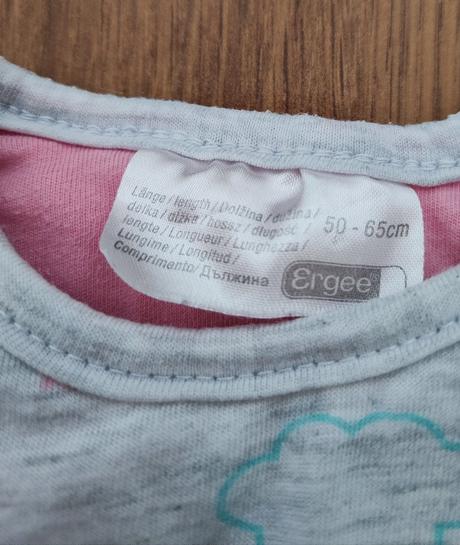 Länge / length / Dolžina / dužina /
délka / dĺžka / hossz / długość / 50 - 65cm
lengte / Longueur / Lunghezza /
Lungime / Longitud /
Comprimento / Дължина
Ergee